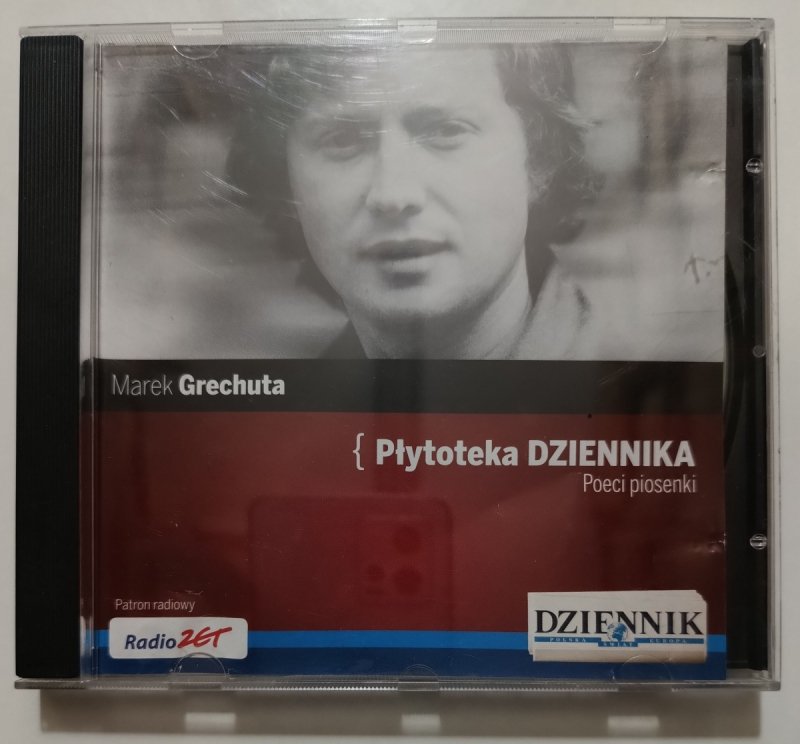 Marek Grechuta
{ Płytoteka DZIENNIKA
Poeci piosenki
Patron radiowy
Radio ZET
DZIENNIK
POLSKA ŚWIAT EUROPA